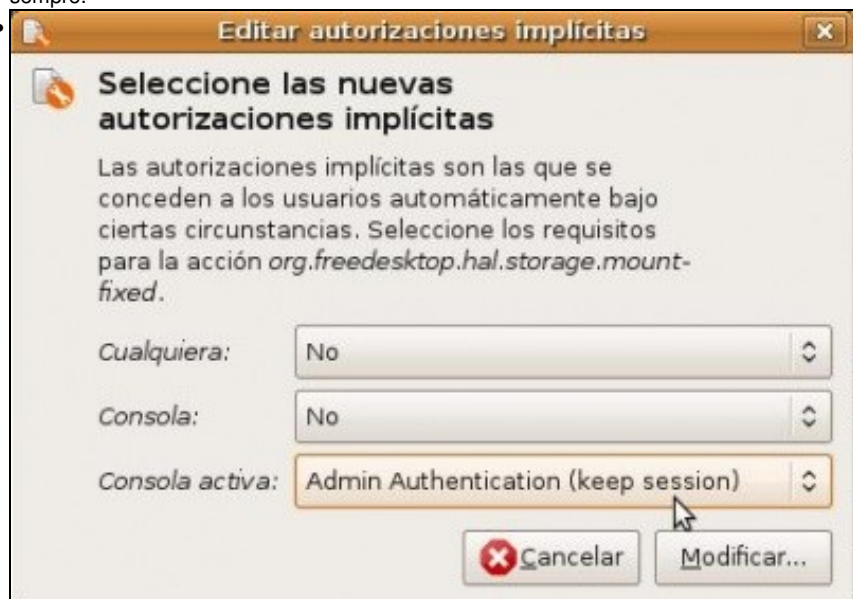 sempre.
Editar autorizaciones implícitas
Seleccione las nuevas
autorizaciones implícitas
Las autorizaciones implícitas son las que se
conceden a los usuarios automáticamente bajo
ciertas circunstancias. Seleccione los requisitos
para la acción org.freedesktop.hal.storage.mount-
fixed.
Cualquiera: No
Consola: No
Consola activa: Admin Authentication (keep session)
Cancelar Modificar...